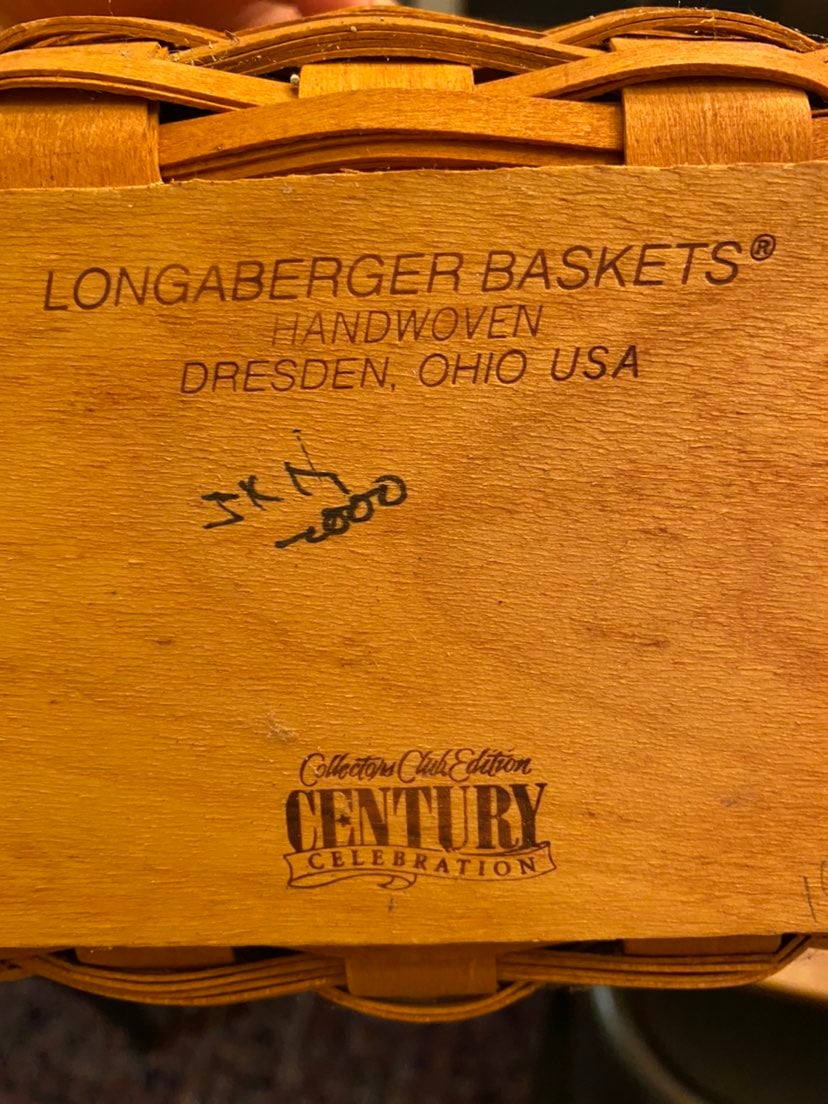 LONGABERGER BASKETS®
HANDWOVEN
DRESDEN, OHIO USA
2000
Collectors Club Edition
CENTURY
CELEBRATION